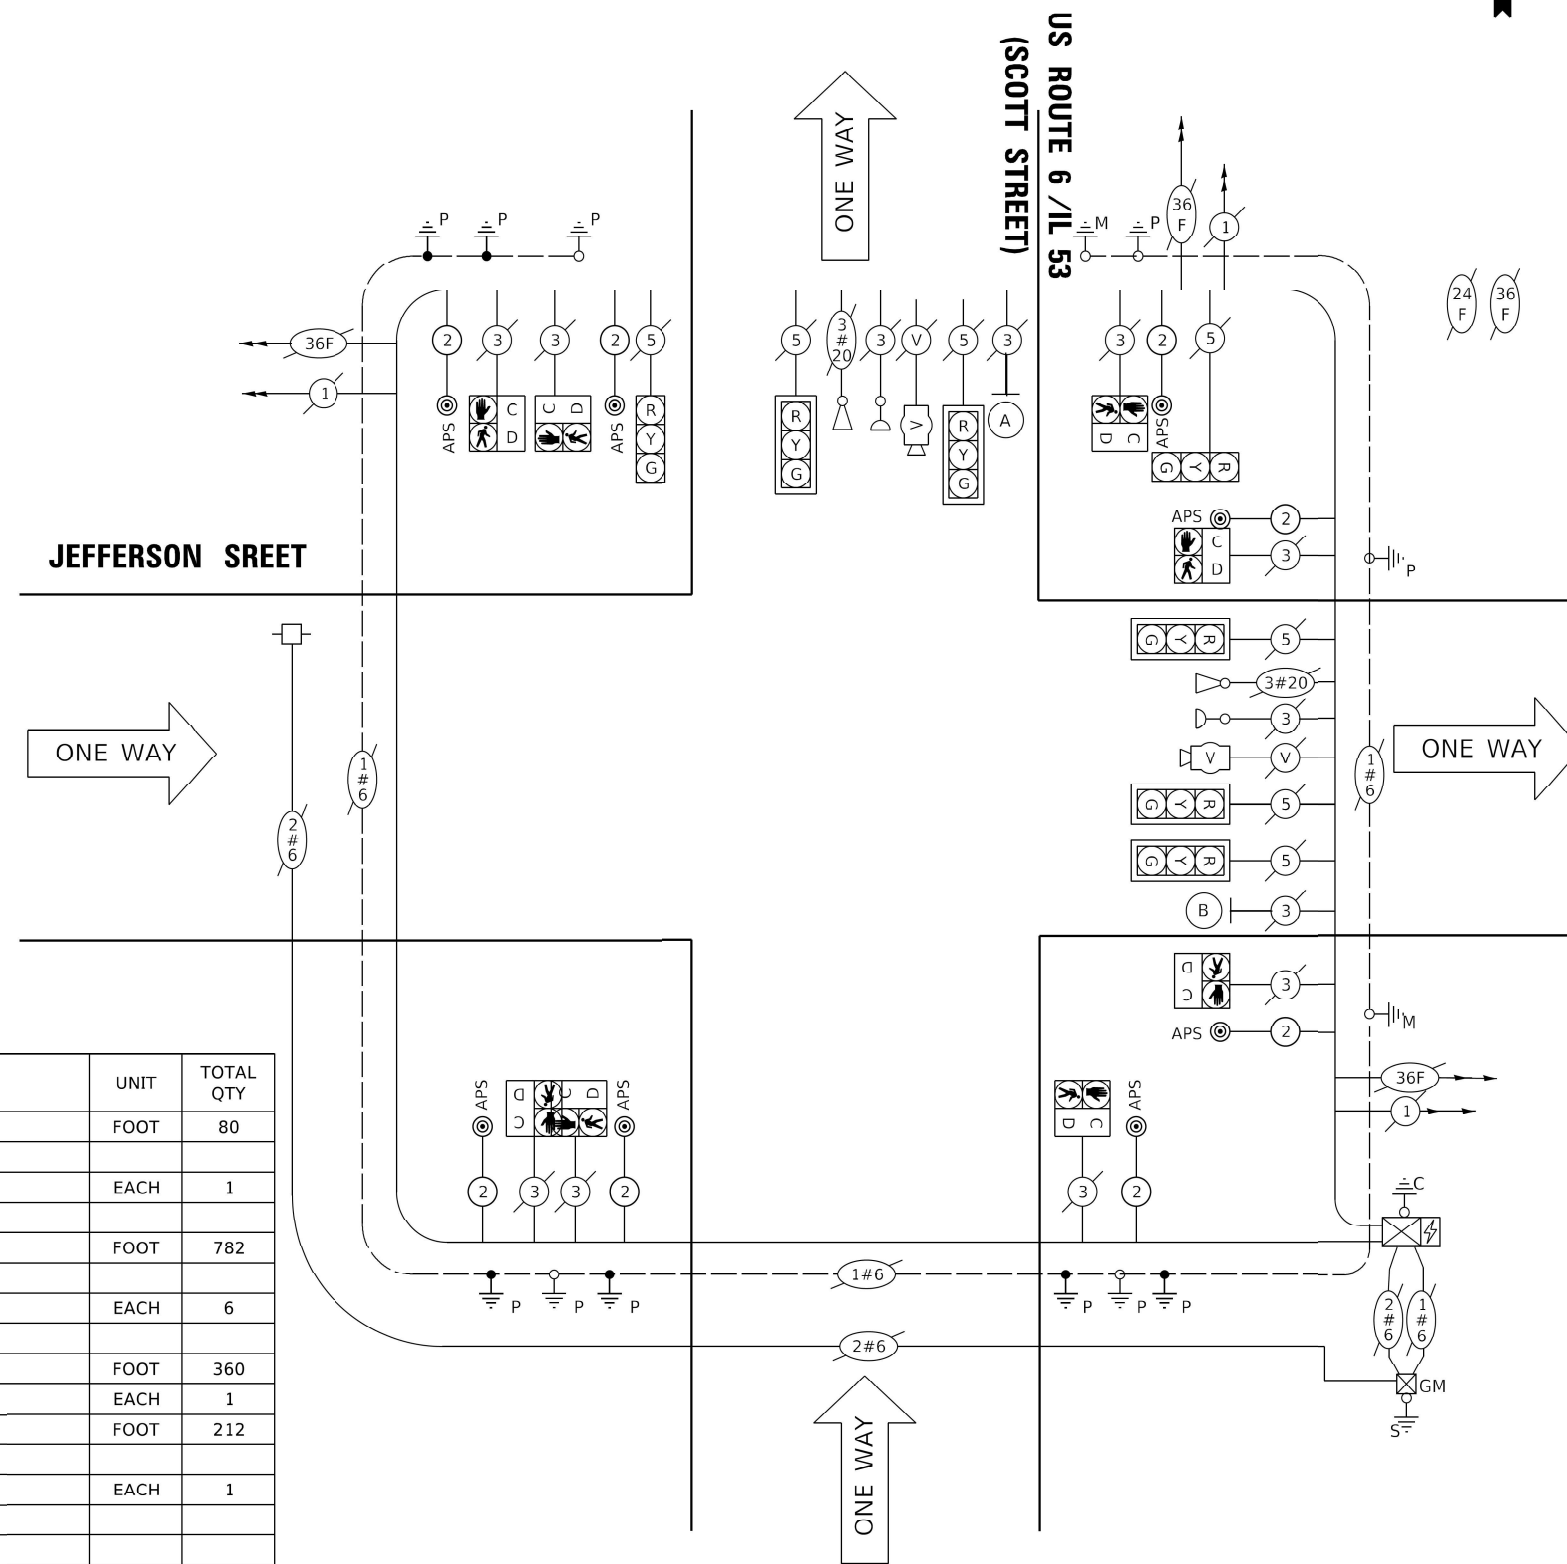 US ROUTE 6 /IL 53
(SCOTT STREET)
ONE WAY
P P P
M P
36
F
1
24
F
36
F
36F
1
2 3 3 2 5
APS
C
D
C D
APS
R
Y
G
5
3
#
20
3 V 5 3
R
Y
G
V
R
Y
G
A
3 2 5
D C
APS
G Y R
APS 2
C
D
3
P
JEFFERSON SREET
G Y R 5
3#20
3
V V
G Y R 5
G Y R 5
B 3
ONE WAY
ONE WAY
1
#
6
2
#
6
1
#
6
D
C
3
APS 2
M
36F
1
UNIT TOTAL
QTY
FOOT 80
EACH 1
FOOT 782
EACH 6
FOOT 360
EACH 1
FOOT 212
EACH 1
APS
D
C
C D
APS
2 3 3 2
D C
APS
3 2
C
1#6
P P P
P P P
2#6
2
#
6
1
#
6
GM
S
ONE WAY